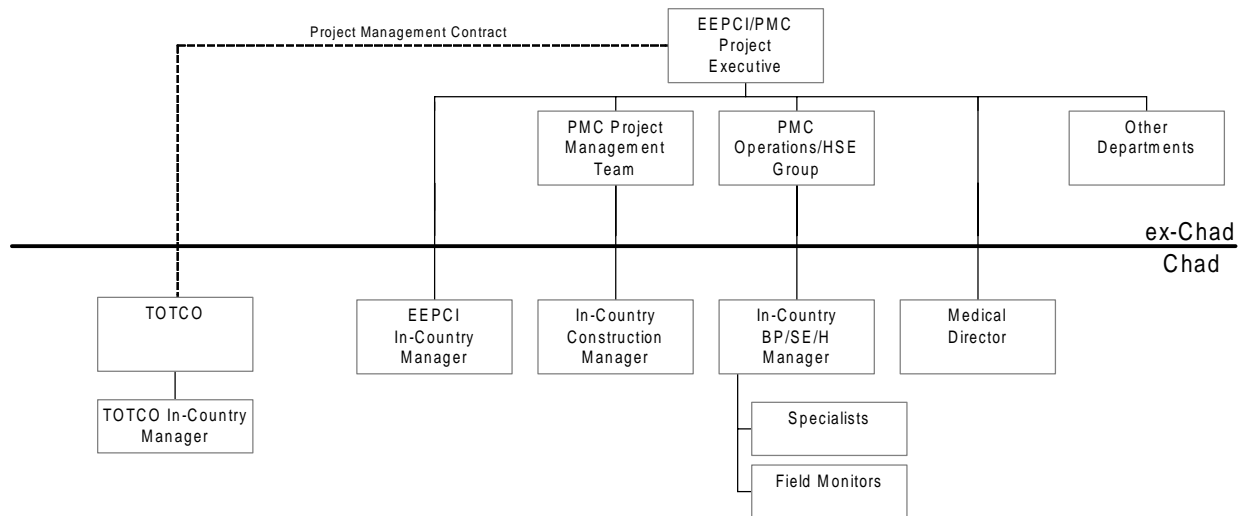 Project Management Contract
EEPCI/PMC
Project
Executive
PMC Project
Management
Team
PMC
Operations/HSE
Group
Other
Departments
ex-Chad
Chad
TOTCO
EEPCI
In-Country
Manager
In-Country
Construction
Manager
In-Country
BP/SE/H
Manager
Medical
Director
TOTCO In-Country
Manager
Specialists
Field Monitors